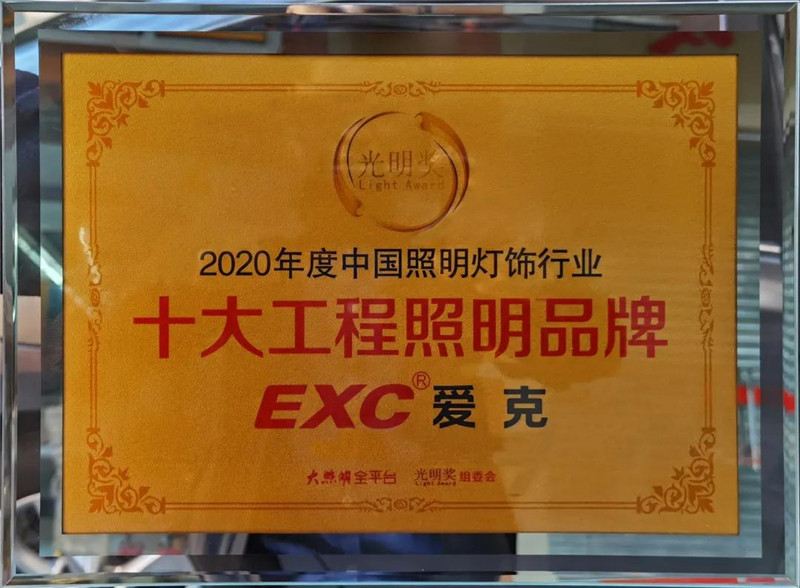 光明奖
Light Award
2020年度中国照明灯饰行业
十大工程照明品牌
EXC® 爱克
大照明全平台 光明奖 组委会
Light Award